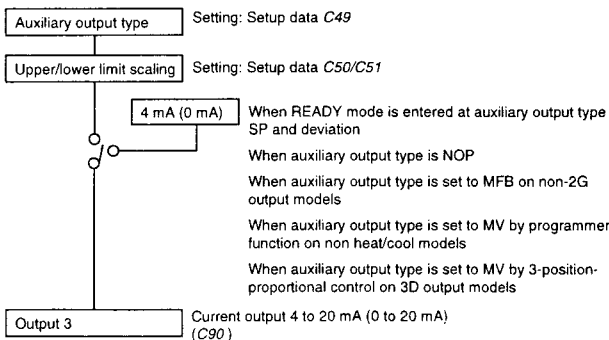 Auxiliary output type
Setting: Setup data C49
Upper/lower limit scaling
Setting: Setup data C50/C51
4 mA (0 mA)
When READY mode is entered at auxiliary output type
SP and deviation
When auxiliary output type is NOP
When auxiliary output type is set to MFB on non-2G
output models
When auxiliary output type is set to MV by programmer
function on non heat/cool models
When auxiliary output type is set to MV by 3-position-
proportional control on 3D output models
Output 3
Current output 4 to 20 mA (0 to 20 mA)
(C90 )